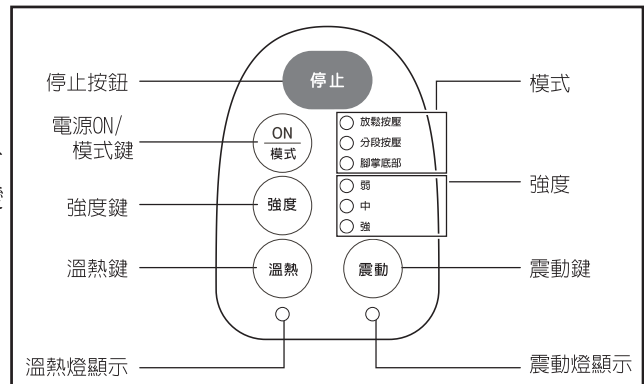 停止按鈕
電源ON/
模式鍵
強度鍵
溫熱鍵
溫熱燈顯示
停止
ON
模式
強度
溫熱
震動
放鬆按壓
分段按壓
腳掌底部
弱
中
強
模式
強度
震動鍵
震動燈顯示